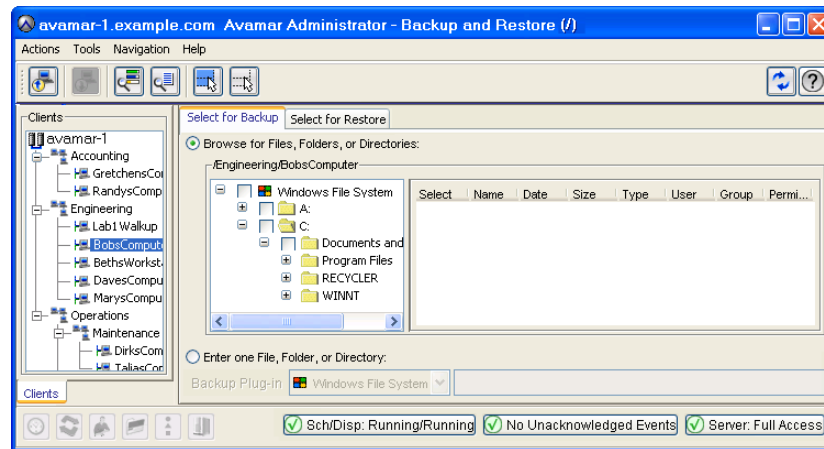 avamar-1.example.com Avamar Administrator - Backup and Restore (/)
Actions Tools Navigation Help
Clients
avamar-1
Accounting
GretchensCor
RandysComp
Engineering
Lab1 Walkup
BobsComput
BethsWorkst
DavesCompu
MarysCompu
Operations
Maintenance
DirksCom
TaliasCor
Clients
Select for Backup Select for Restore
Browse for Files, Folders, or Directories:
/Engineering/BobsComputer
Windows File System
A:
C:
Documents and
Program Files
RECYCLER
WINNT
Select Name Date Size Type User Group Permi...
Enter one File, Folder, or Directory:
Backup Plug-in Windows File System
Sch/Disp: Running/Running No Unacknowledged Events Server: Full Access